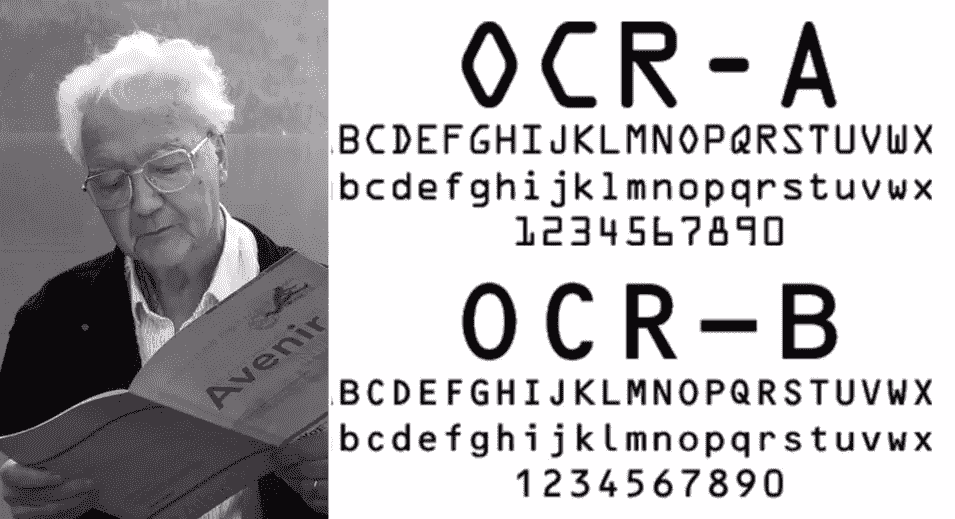 Avenir
OCR-A
BCDEFGHIJKLMNOPQRSTUVWX
bcdefghijklmnopqrstuvwx
1234567890
OCR-B
BCDEFGHIJKLMNOPQRSTUVWX
bcdefghijklmnopqrstuvwx
1234567890